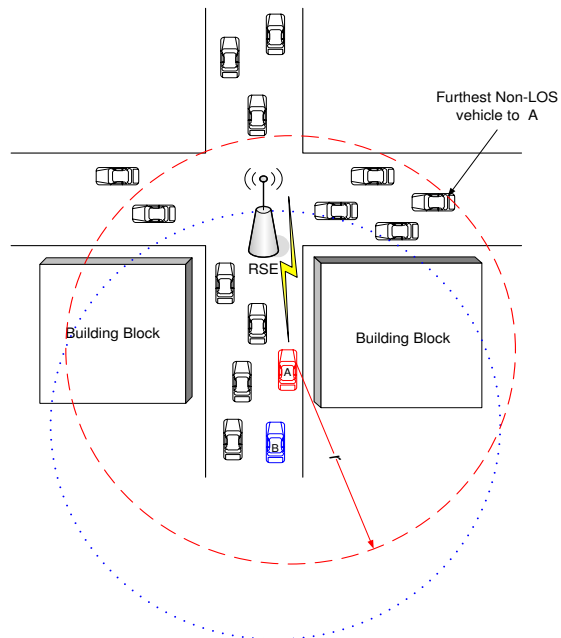 Furthest Non-LOS
vehicle to A
RSE
Building Block
Building Block
A
r
B